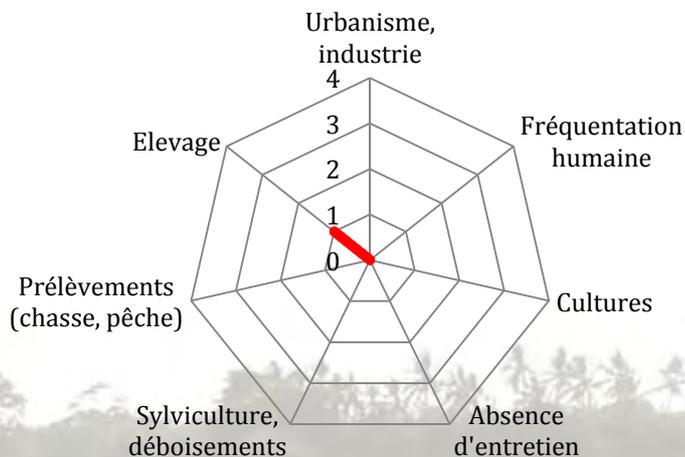 Urbanisme,
industrie
4
3
2
1
0
Fréquentation
humaine
Cultures
Absence
d'entretien
Sylviculture,
déboisements
Prélèvements
(chasse, pêche)
Elevage